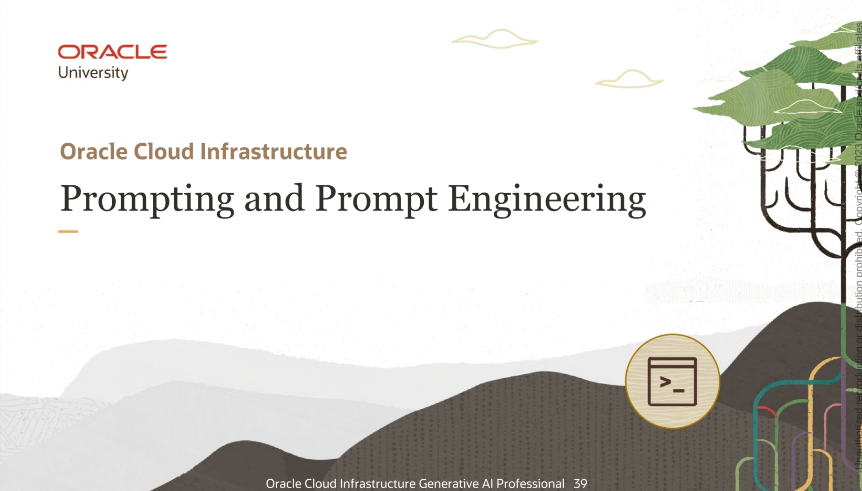 ORACLE
University
Oracle Cloud Infrastructure
Prompting and Prompt Engineering
>_
Oracle Cloud Infrastructure Generative AI Professional 39